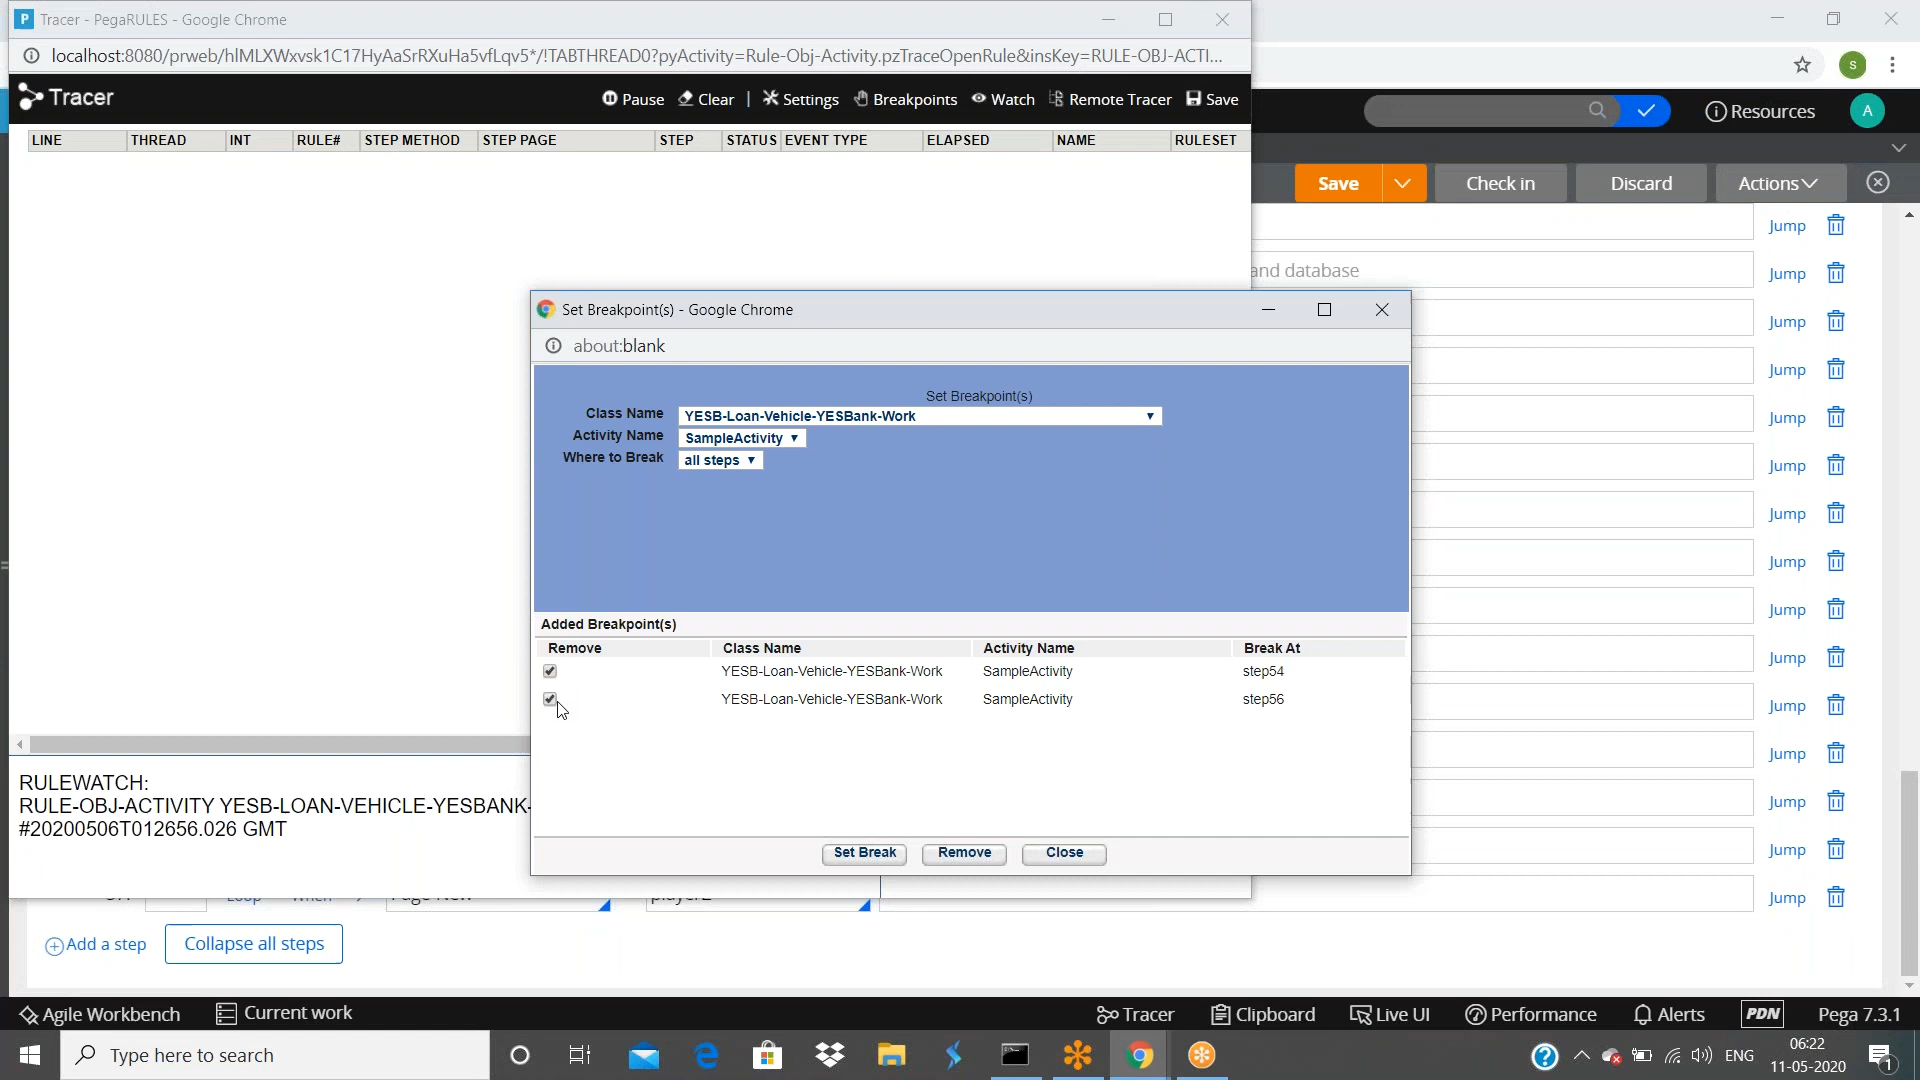 Tracer - PegaRULES - Google Chrome
localhost:8080/prweb/hlMLXWxvsk1C17HyAaSrRXuHa5vfLqv5*/!TABTHREAD0?pyActivity=Rule-Obj-Activity.pzTraceOpenRule&insKey=RULE-OBJ-ACTI...
S
Tracer
Pause Clear | Settings Breakpoints Watch Remote Tracer Save
Resources A
LINE THREAD INT RULE# STEP METHOD STEP PAGE STEP STATUS EVENT TYPE ELAPSED NAME RULESET
Save Check in Discard Actions
Jump
and database Jump
Set Breakpoint(s) - Google Chrome
Jump
about:blank
Jump
Set Breakpoint(s)
Class Name YESB-Loan-Vehicle-YESBank-Work
Jump
Activity Name SampleActivity
Where to Break all steps
Jump
Jump
Jump
Jump
Added Breakpoint(s)
Remove Class Name Activity Name Break At
Jump
YESB-Loan-Vehicle-YESBank-Work SampleActivity step54
YESB-Loan-Vehicle-YESBank-Work SampleActivity step56
Jump
Jump
RULEWATCH:
RULE-OBJ-ACTIVITY YESB-LOAN-VEHICLE-YESBANK-
Jump
#20200506T012656.026 GMT
Set Break Remove Close
Jump
Jump
Add a step Collapse all steps
Agile Workbench Current work Tracer Clipboard Live UI Performance Alerts PDN Pega 7.3.1
Type here to search
ENG
06:22
11-05-2020
1